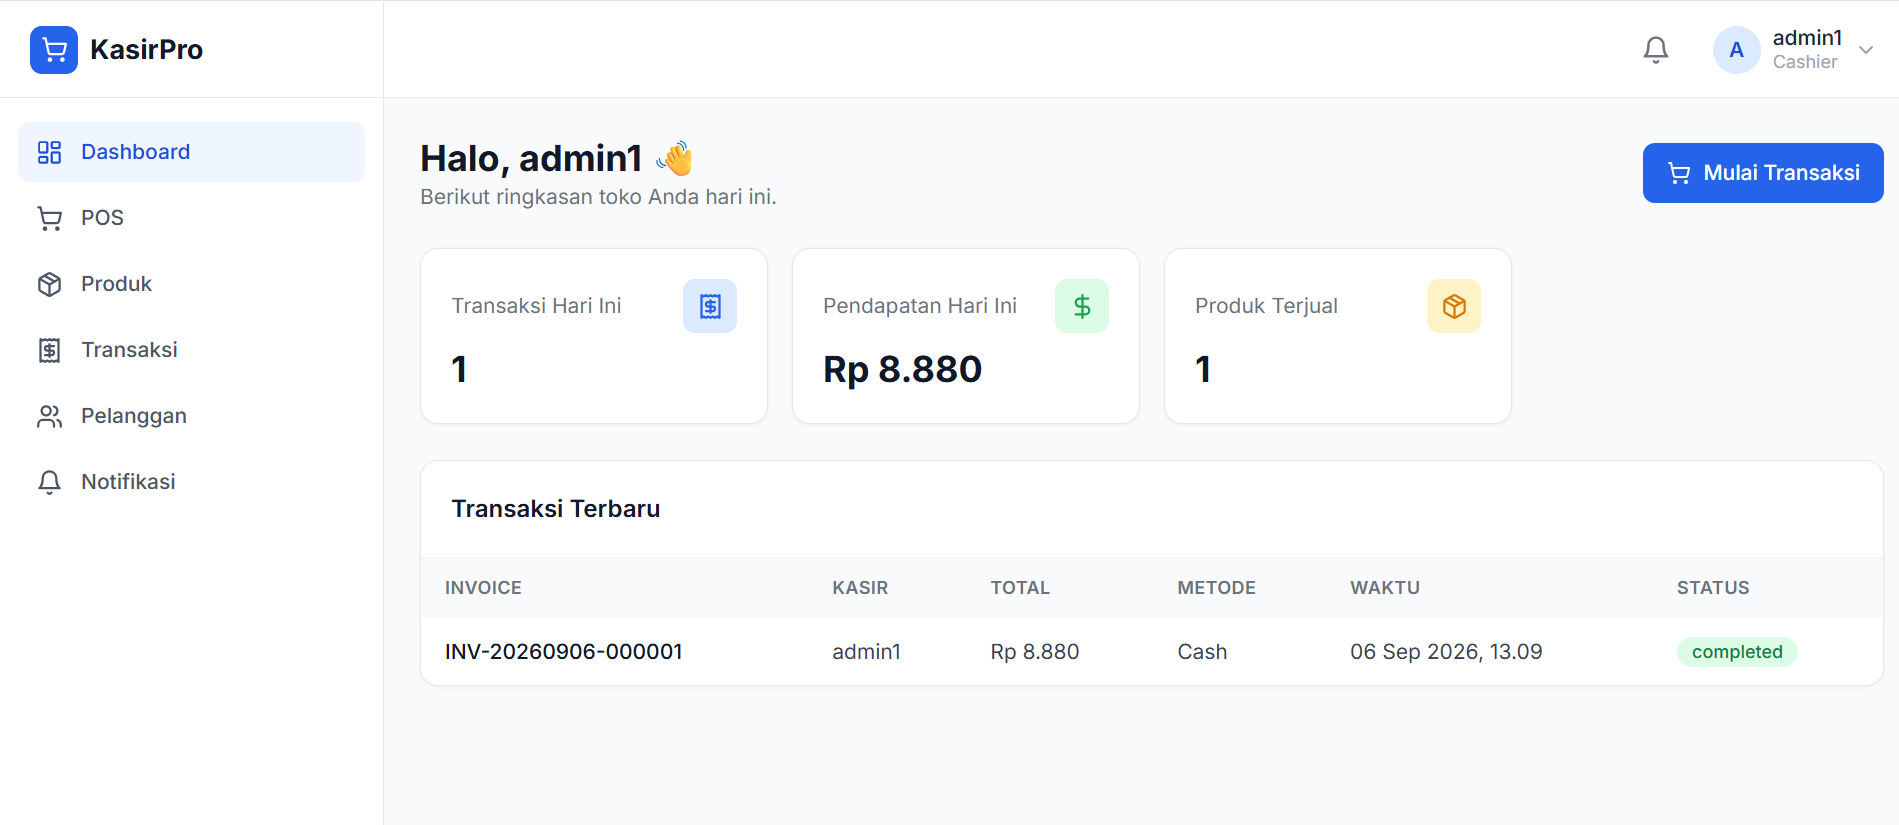 KasirPro
A
admin1
Cashier
Dashboard
POS
Produk
Transaksi
Pelanggan
Notifikasi
Halo, admin1 👋
Berikut ringkasan toko Anda hari ini.
Mulai Transaksi
Transaksi Hari Ini
1
Pendapatan Hari Ini
Rp 8.880
Produk Terjual
1
Transaksi Terbaru
INVOICE KASIR TOTAL METODE WAKTU STATUS
INV-20260906-000001 admin1 Rp 8.880 Cash 06 Sep 2026, 13.09 completed